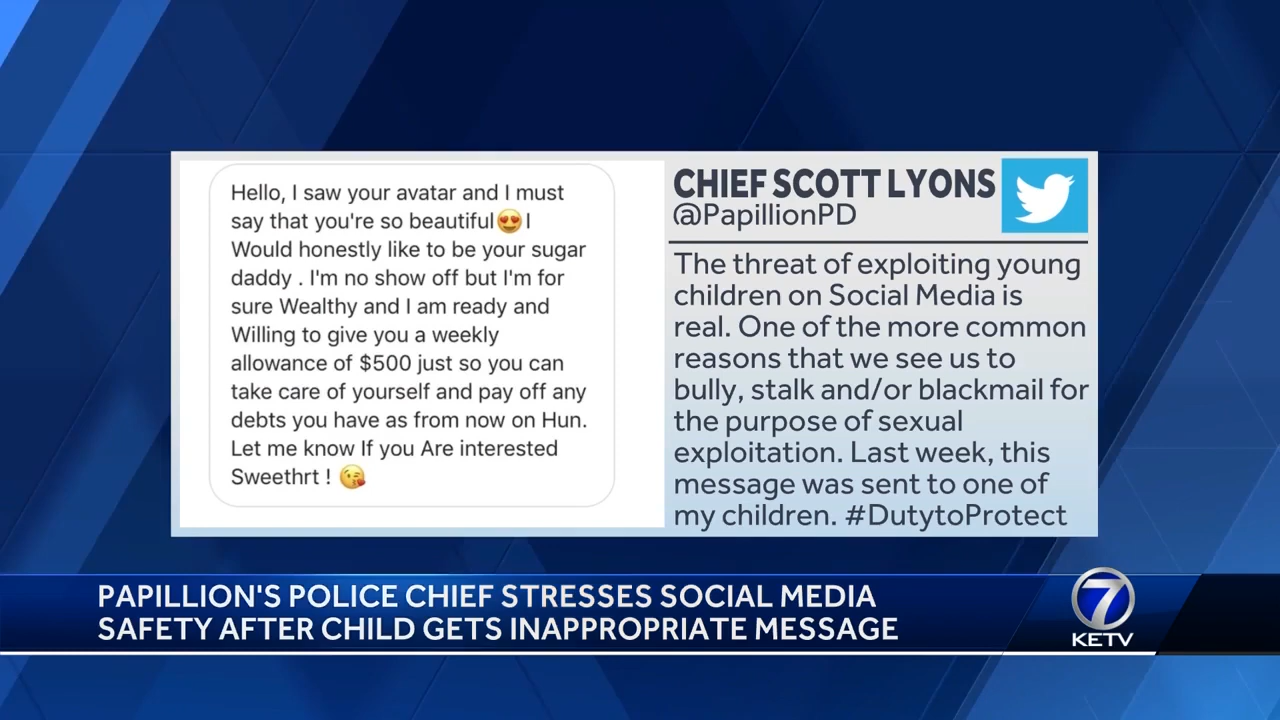 Hello, I saw your avatar and I must
say that you're so beautiful😍 I
Would honestly like to be your sugar
daddy . I'm no show off but I'm for
sure Wealthy and I am ready and
Willing to give you a weekly
allowance of $500 just so you can
take care of yourself and pay off any
debts you have as from now on Hun.
Let me know If you Are interested
Sweethrt ! 😘
CHIEF SCOTT LYONS
@PapillionPD
The threat of exploiting young
children on Social Media is
real. One of the more common
reasons that we see us to
bully, stalk and/or blackmail for
the purpose of sexual
exploitation. Last week, this
message was sent to one of
my children. #DutytoProtect
PAPILLION'S POLICE CHIEF STRESSES SOCIAL MEDIA
SAFETY AFTER CHILD GETS INAPPROPRIATE MESSAGE
7
KETV